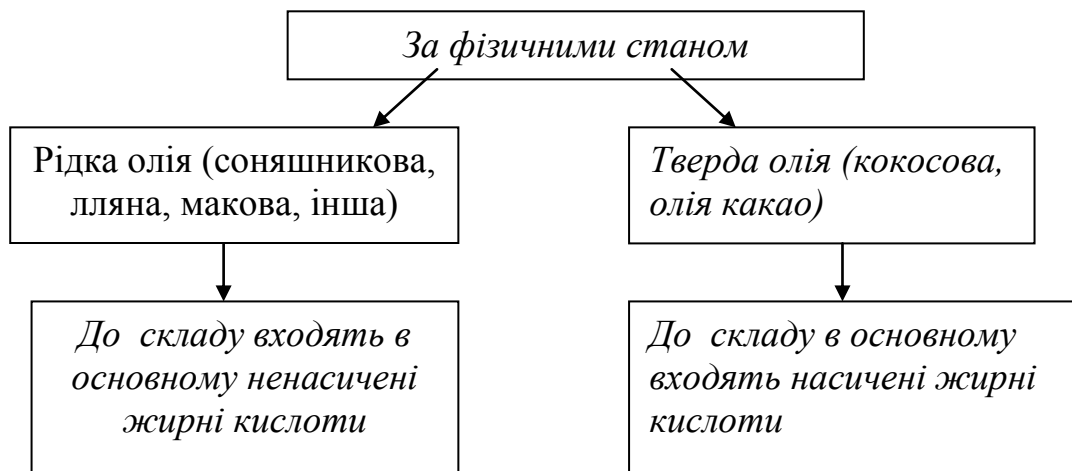 За фізичними станом
Рідка олія (соняшникова,
лляна, макова, інша)
Тверда олія (кокосова,
олія какао)
До складу входять в
основному ненасичені
жирні кислоти
До складу в основному
входять насичені жирні
кислоти